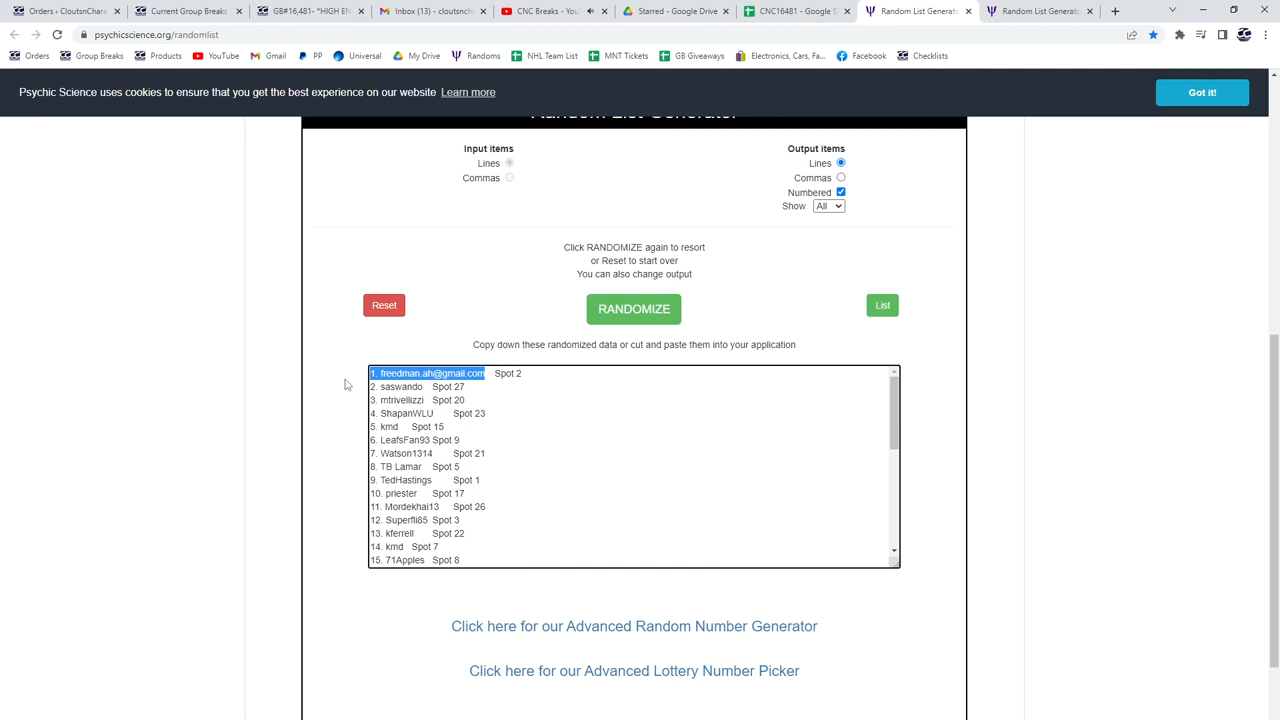 Orders ‹ CloutsnChara
Current Group Breaks
GB#16,481- *HIGH EN
Inbox (13) - cloutsnchar
CNC Breaks - You
Starred - Google Drive
CNC16481 - Google S
Random List Generator
Random List Generator
psychicscience.org/randomlist
Orders
Group Breaks
Products
YouTube
Gmail
PP
Universal
My Drive
Randoms
NHL Team List
MNT Tickets
GB Giveaways
Electronics, Cars, Fa...
Facebook
Checklists
Psychic Science uses cookies to ensure that you get the best experience on our website Learn more
Got it!
Random List Generator
Input items
Lines
Commas
Output items
Lines
Commas
Numbered
Show All
Click RANDOMIZE again to resort
or Reset to start over
You can also change output
Reset
RANDOMIZE
List
Copy down these randomized data or cut and paste them into your application
1. freedman.ah@gmail.com Spot 2
2. saswando Spot 27
3. mtrivellizzi Spot 20
4. ShapanWLU Spot 23
5. kmd Spot 15
6. LeafsFan93 Spot 9
7. Watson1314 Spot 21
8. TB Lamar Spot 5
9. TedHastings Spot 1
10. priester Spot 17
11. Mordekhai13 Spot 26
12. Superfli85 Spot 3
13. kferrell Spot 22
14. kmd Spot 7
15. 71Apples Spot 8
Click here for our Advanced Random Number Generator
Click here for our Advanced Lottery Number Picker